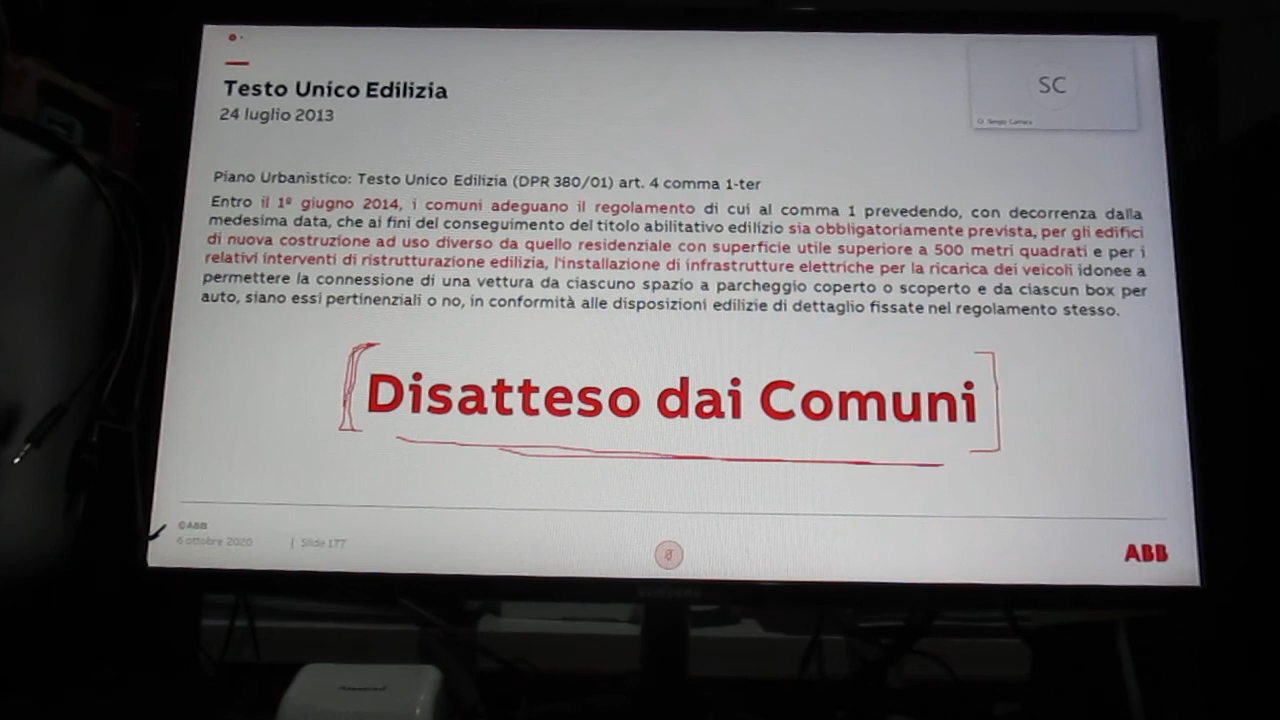 Testo Unico Edilizia
24 luglio 2013
SC
Piano Urbanistico: Testo Unico Edilizia (DPR 380/01) art. 4 comma 1-ter
Entro il 1º giugno 2014, i comuni adeguano il regolamento di cui al comma 1 prevedendo, con decorrenza dalla
medesima data, che ai fini del conseguimento del titolo abilitativo edilizio sia obbligatoriamente prevista, per gli edifici
di nuova costruzione ad uso diverso da quello residenziale con superficie utile superiore a 500 metri quadrati e per i
relativi interventi di ristrutturazione edilizia, l'installazione di infrastrutture elettriche per la ricarica dei veicoli idonee a
permettere la connessione di una vettura da ciascuno spazio a parcheggio coperto o scoperto e da ciascun box per
auto, siano essi pertinenziali o no, in conformità alle disposizioni edilizie di dettaglio fissate nel regolamento stesso.
Disatteso dai Comuni
©ABB
6 ottobre 2020 | Slide 177
ABB